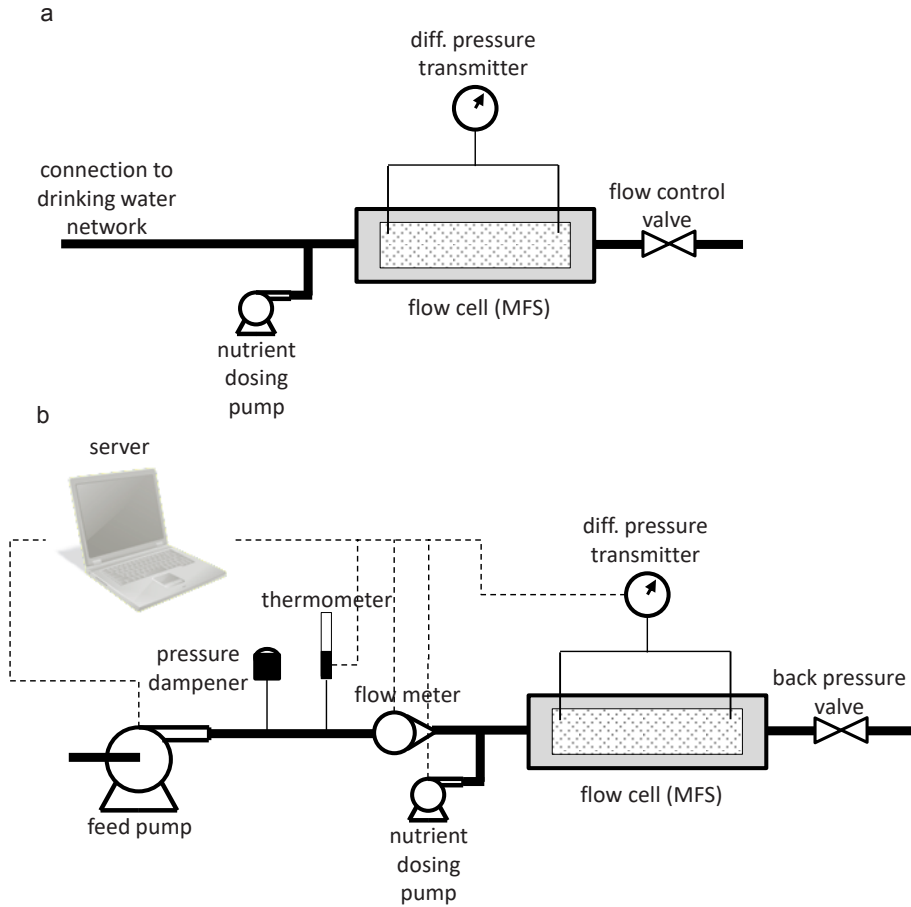 a
diff. pressure
transmitter
connection to
drinking water
network
flow control
valve
flow cell (MFS)
nutrient
dosing
pump
b
server
diff. pressure
transmitter
thermometer
pressure
dampener
flow meter
back pressure
valve
feed pump
flow cell (MFS)
nutrient
dosing
pump